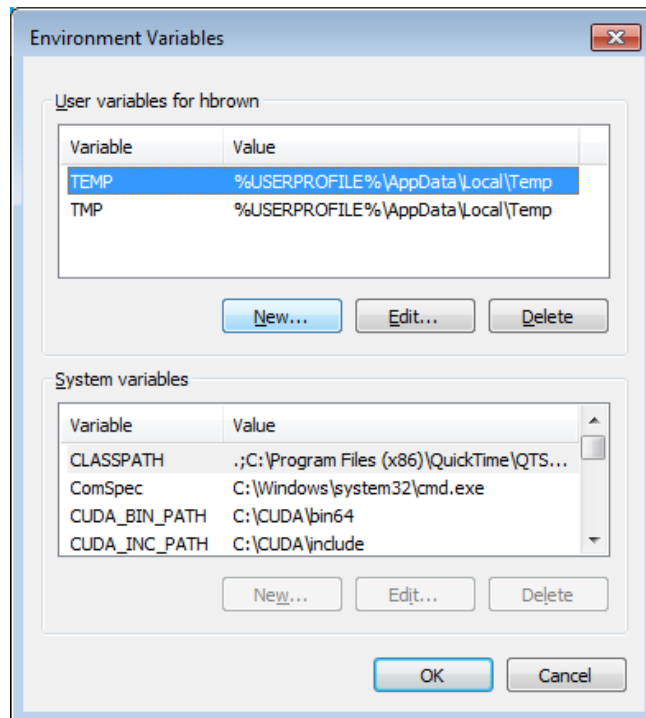 Environment Variables
User variables for hbrown
Variable Value
TEMP %USERPROFILE%\AppData\Local\Temp
TMP %USERPROFILE%\AppData\Local\Temp
New... Edit... Delete
System variables
Variable Value
CLASSPATH .;C:\Program Files (x86)\QuickTime\QTS...
ComSpec C:\Windows\system32\cmd.exe
CUDA_BIN_PATH C:\CUDA\bin64
CUDA_INC_PATH C:\CUDA\include
New... Edit... Delete
OK Cancel